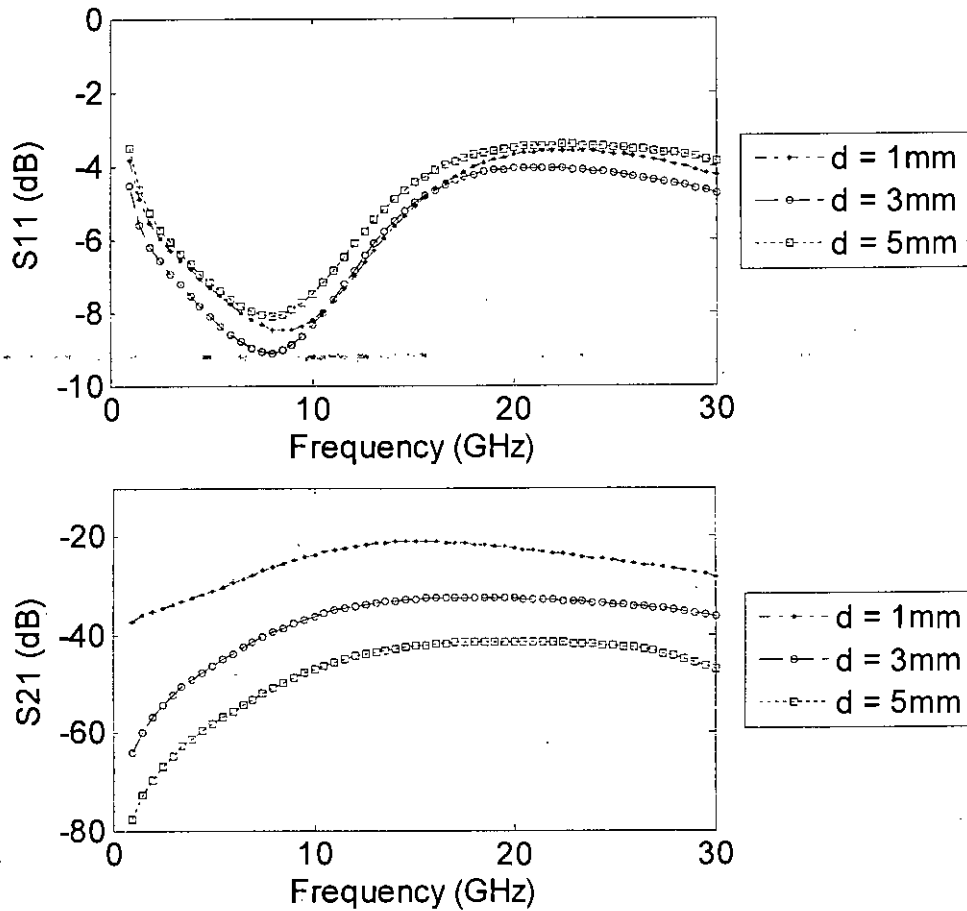 0
-2
-4
-6
-8
-10
S11 (dB)
0
10
20
30
Frequency (GHz)
d = 1mm
d = 3mm
d = 5mm
-20
-40
-60
-80
S21 (dB)
0
10
20
30
Frequency (GHz)
d = 1mm
d = 3mm
d = 5mm